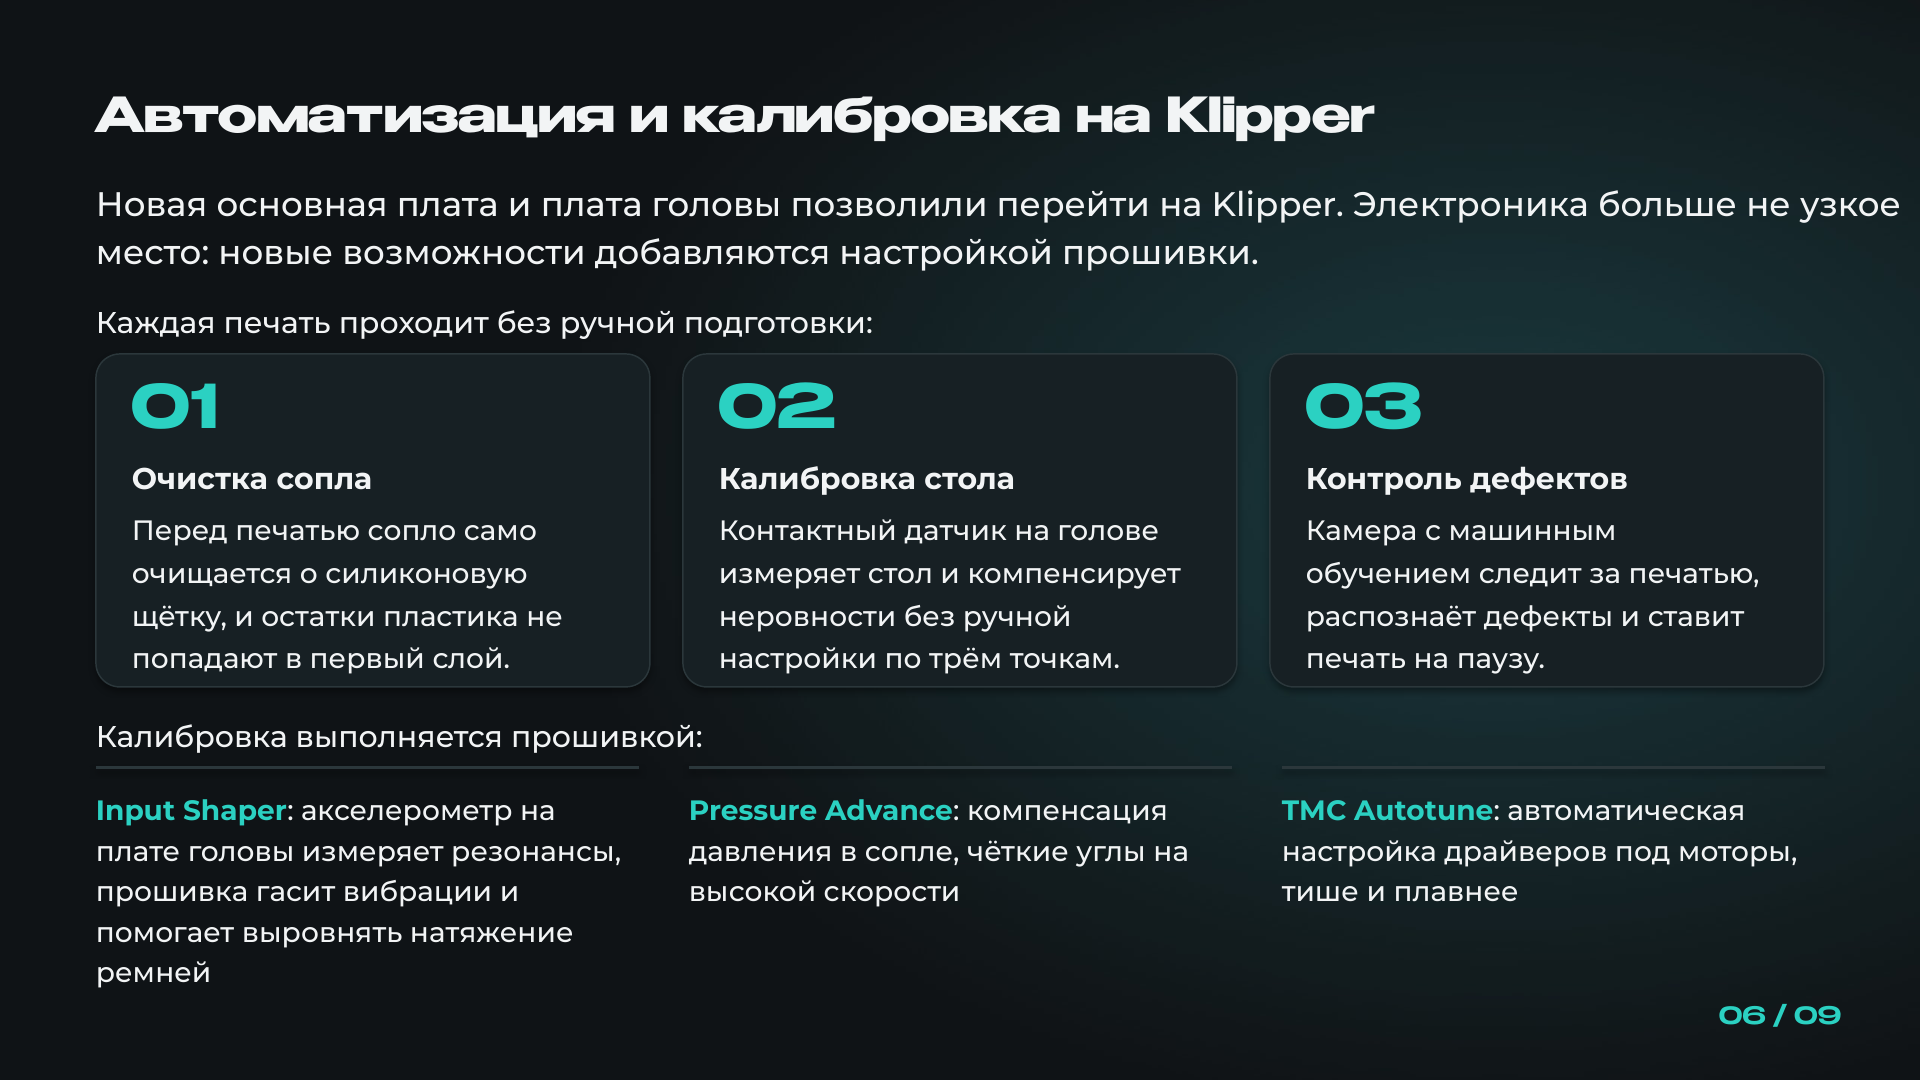 Автоматизация и калибровка на Klipper
Новая основная плата и плата головы позволили перейти на Klipper. Электроника больше не узкое
место: новые возможности добавляются настройкой прошивки.
Каждая печать проходит без ручной подготовки:
01
Очистка сопла
Перед печатью сопло само
очищается о силиконовую
щётку, и остатки пластика не
попадают в первый слой.
02
Калибровка стола
Контактный датчик на голове
измеряет стол и компенсирует
неровности без ручной
настройки по трём точкам.
03
Контроль дефектов
Камера с машинным
обучением следит за печатью,
распознаёт дефекты и ставит
печать на паузу.
Калибровка выполняется прошивкой:
Input Shaper: акселерометр на
плате головы измеряет резонансы,
прошивка гасит вибрации и
помогает выровнять натяжение
ремней
Pressure Advance: компенсация
давления в сопле, чёткие углы на
высокой скорости
TMC Autotune: автоматическая
настройка драйверов под моторы,
тише и плавнее
06 / 09